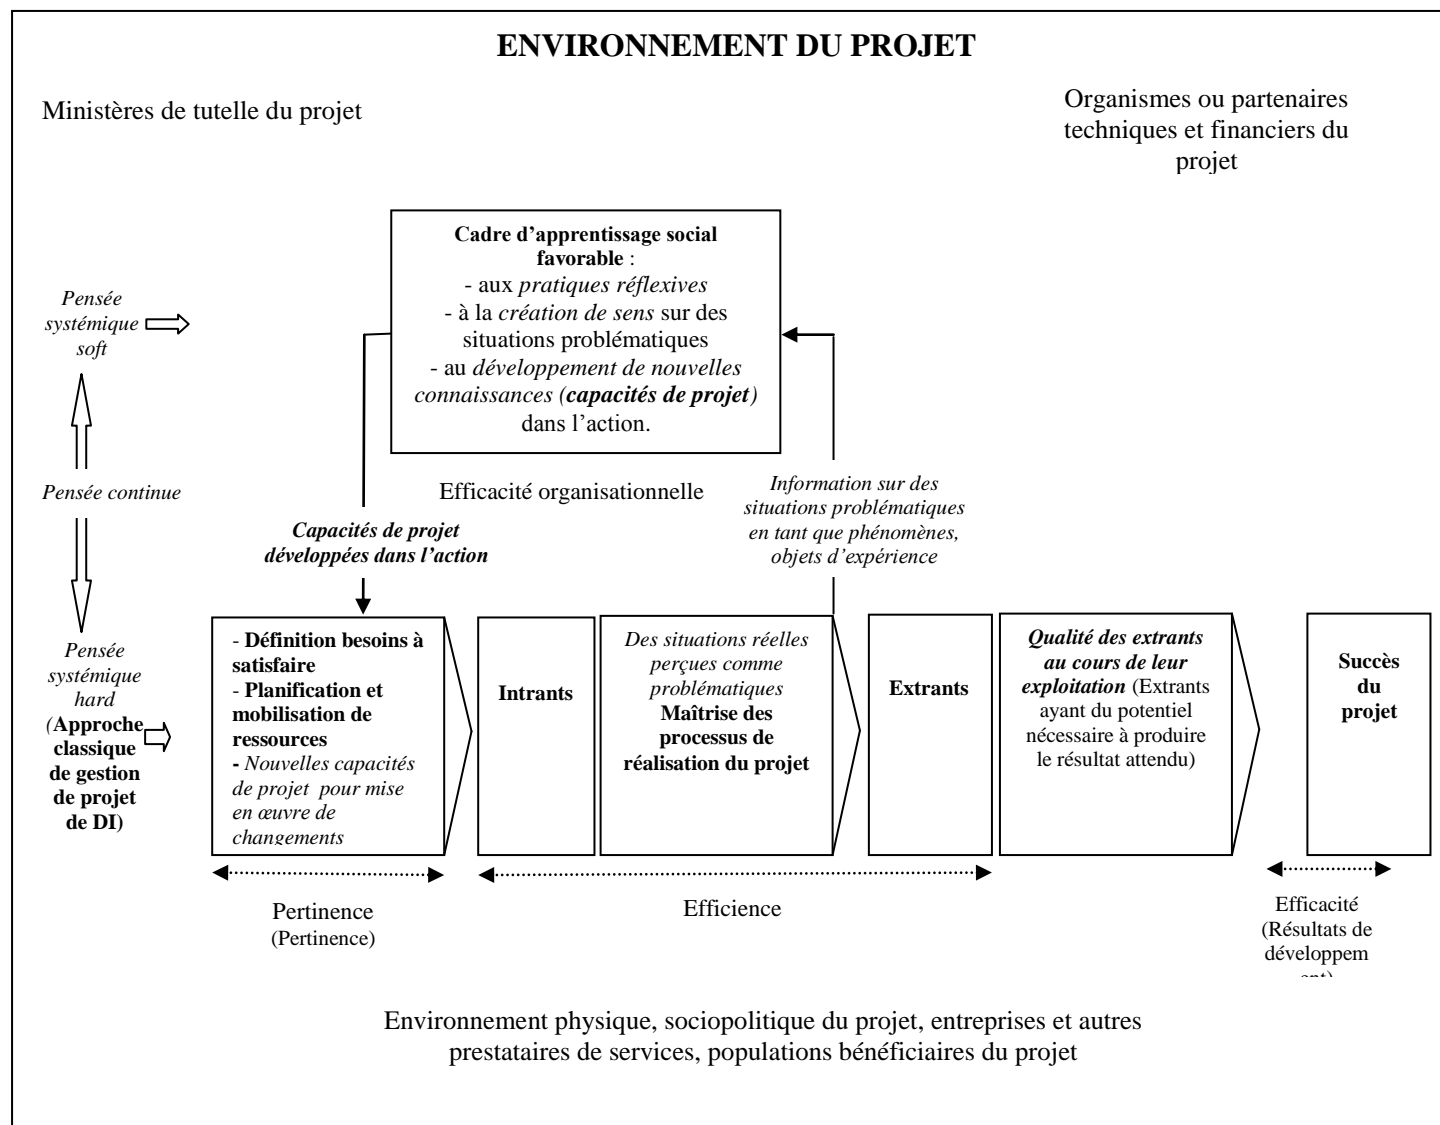 ENVIRONNEMENT DU PROJET
Ministères de tutelle du projet
Organismes ou partenaires
techniques et financiers du
projet
Cadre d’apprentissage social
favorable :
- aux pratiques réflexives
- à la création de sens sur des
situations problématiques
- au développement de nouvelles
connaissances (capacités de projet)
dans l’action.
Pensée
systémique
soft
Pensée continue
Efficacité organisationnelle
Capacités de projet
développées dans l’action
Information sur des
situations problématiques
en tant que phénomènes,
objets d’expérience
Pensée
systémique
hard
(Approche
classique
de gestion
de projet
de DI)
- Définition besoins à
satisfaire
- Planification et
mobilisation de
ressources
- Nouvelles capacités
de projet pour mise
en œuvre de
changements
Intrants
Des situations réelles
perçues comme
problématiques
Maîtrise des
processus de
réalisation du projet
Extrants
Qualité des extrants
au cours de leur
exploitation (Extrants
ayant du potentiel
nécessaire à produire
le résultat attendu)
Succès
du
projet
Pertinence
(Pertinence)
Efficience
Efficacité
(Résultats de
développem
ent)
Environnement physique, sociopolitique du projet, entreprises et autres
prestataires de services, populations bénéficiaires du projet